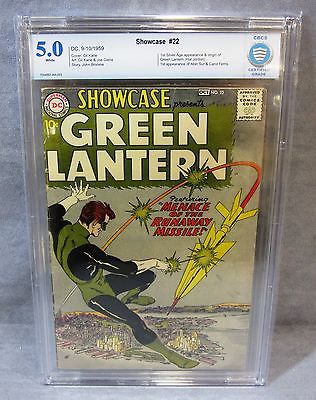 Showcase #22
CBCS
5.0
White
DC, 9-10/1959
Cover: Gil Kane
Art: Gil Kane & Joe Giella
Story: John Broome
1st Silver Age appearance & origin of
Green Lantern (Hal Jordan)
1st appearance of Abin Sur & Carol Ferris
CERTIFIED
GRADE
SHOWCASE
presents
OCT. NO. 22
APPROVED
BY THE
COMICS
CODE
AUTHORITY
10¢
GREEN
LANTERN
Featuring
"MENACE
OF THE
RUNAWAY
MISSILE!"